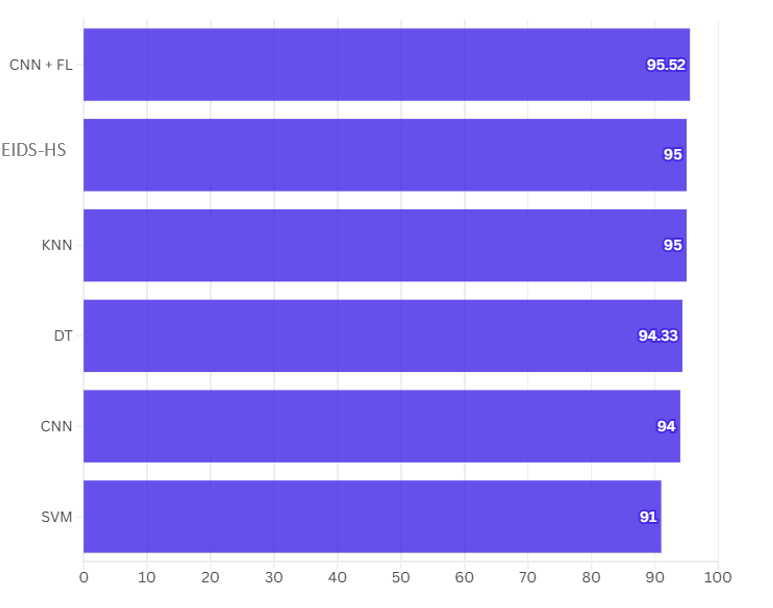 CNN + FL 95.52
EIDS-HS 95
KNN 95
DT 94.33
CNN 94
SVM 91
0 10 20 30 40 50 60 70 80 90 100